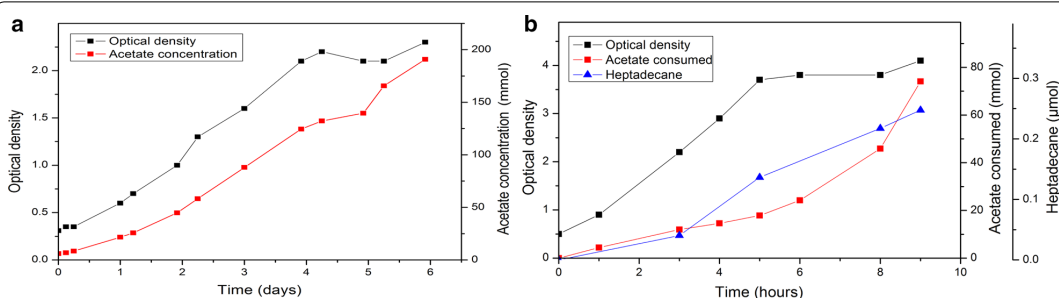 a
Optical density
Acetate concentration
2.0
1.5
1.0
0.5
0.0
Optical density
200
150
100
50
0
Acetate concentration (mmol)
0 1 2 3 4 5 6
Time (days)
b
Optical density
Acetate consumed
Heptadecane
4
3
2
1
0
Optical density
80
60
40
20
0
Acetate consumed (mmol)
0.3
0.2
0.1
0.0
Heptadecane (µmol)
0 2 4 6 8 10
Time (hours)